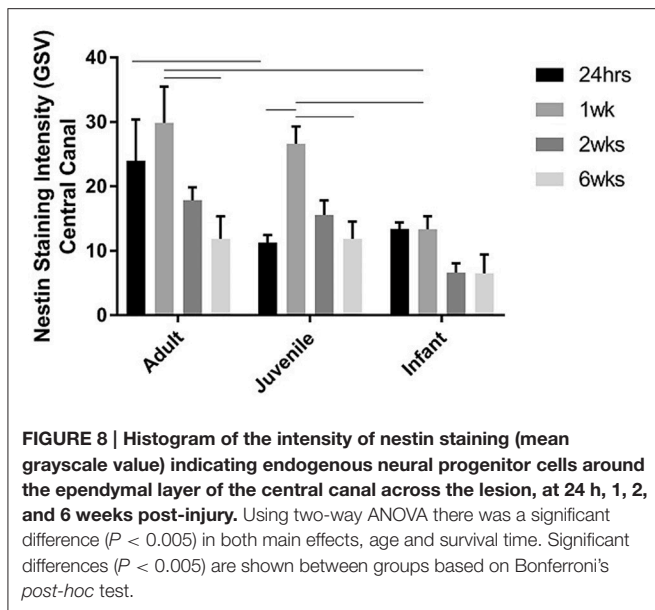 Nestin Staining Intensity (GSV)
Central Canal
40
30
20
10
0
Adult
Juvenile
Infant
24hrs
1wk
2wks
6wks
FIGURE 8 | Histogram of the intensity of nestin staining (mean
grayscale value) indicating endogenous neural progenitor cells around
the ependymal layer of the central canal across the lesion, at 24 h, 1, 2,
and 6 weeks post-injury. Using two-way ANOVA there was a significant
difference (P < 0.005) in both main effects, age and survival time. Significant
differences (P < 0.005) are shown between groups based on Bonferroni's
post-hoc test.